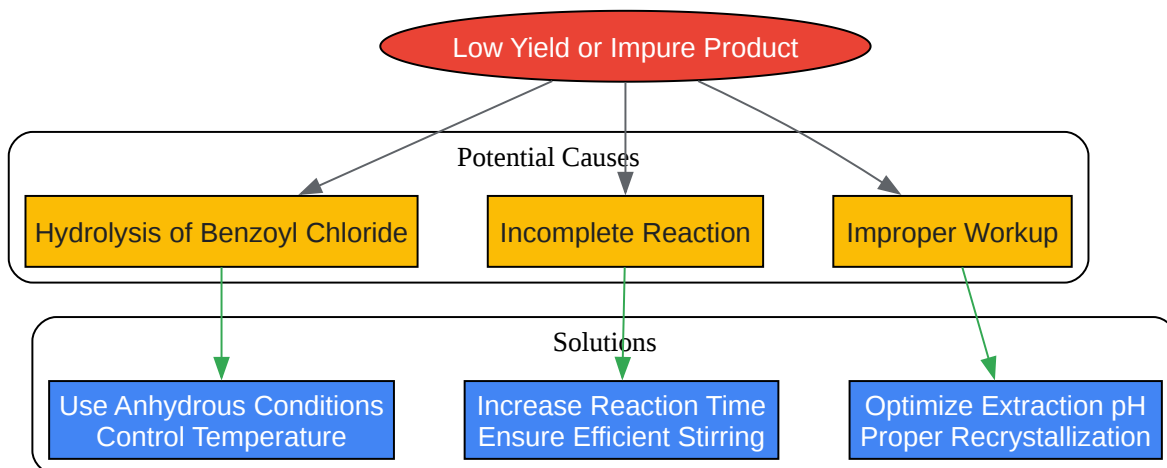 Low Yield or Impure Product
Potential Causes
Hydrolysis of Benzoyl Chloride
Incomplete Reaction
Improper Workup
Solutions
Use Anhydrous Conditions
Control Temperature
Increase Reaction Time
Ensure Efficient Stirring
Optimize Extraction pH
Proper Recrystallization